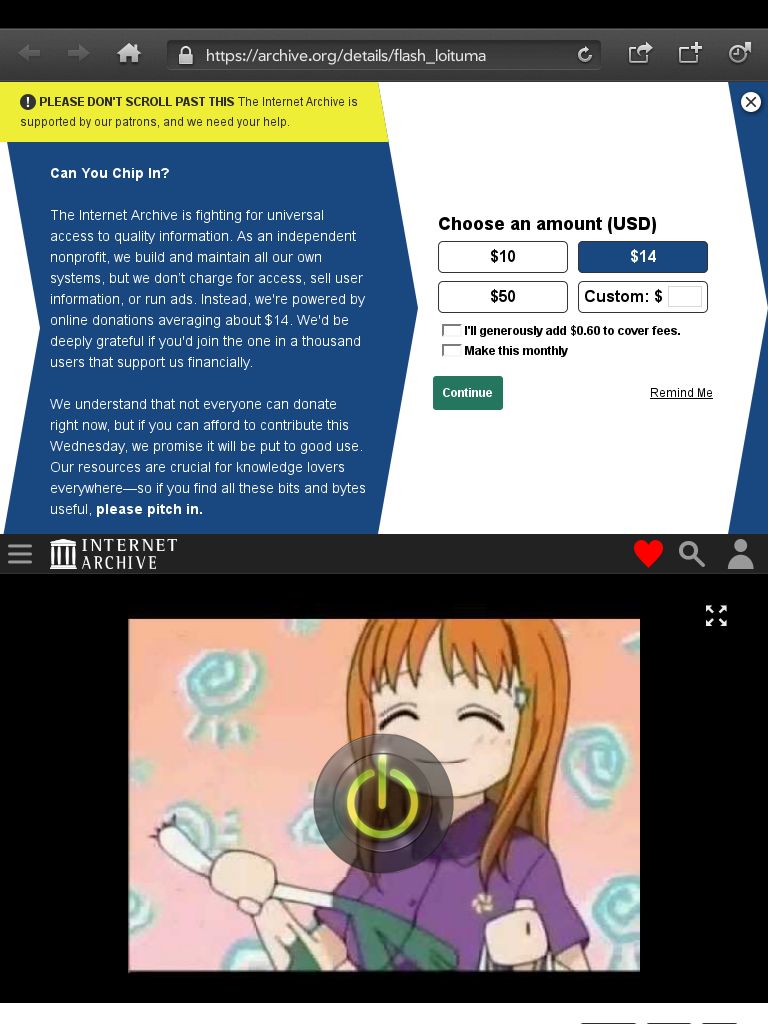 https://archive.org/details/flash_loituma
PLEASE DON'T SCROLL PAST THIS The Internet Archive is
supported by our patrons, and we need your help.
Can You Chip In?
The Internet Archive is fighting for universal
access to quality information. As an independent
nonprofit, we build and maintain all our own
systems, but we don't charge for access, sell user
information, or run ads. Instead, we're powered by
online donations averaging about $14. We'd be
deeply grateful if you'd join the one in a thousand
users that support us financially.
We understand that not everyone can donate
right now, but if you can afford to contribute this
Wednesday, we promise it will be put to good use.
Our resources are crucial for knowledge lovers
everywhere—so if you find all these bits and bytes
useful, please pitch in.
Choose an amount (USD)
$10
$14
$50
Custom: $
I'll generously add $0.60 to cover fees.
Make this monthly
Continue
Remind Me
INTERNET
ARCHIVE